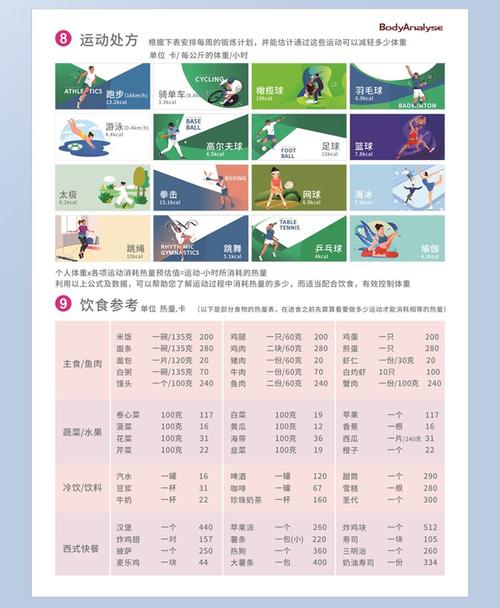 BodyAnalyse
8 运动处方 根据下表安排每周的锻炼计划，并能估计通过这些运动可以减轻多少体重
单位 卡/ 每公斤的体重/小时
ATHLETICS 跑步(16km/h) 13.2kcal
CYCLING 骑单车(8.8km/h) 3.3kcal
橄榄球 10kcal
BADMINTON 羽毛球 6.9kcal
游泳(0.4km/h) 4.4kcal
BASE BALL 高尔夫球
FOOT BALL 足球 10kcal
篮球 7.8kcal
太极 4.2kcal
BOXING 拳击 15.1kcal
网球 6.9kcal
滑冰
跳绳 10kcal
RHYTHMIC GYMNASTICS 跳舞 5.1kcal
TABLE TENNIS 乒乓球
瑜伽 4.3kcal
个人体重x各项运动消耗热量预估值=运动-小时所消耗的热量
利用以上公式及数据，可以帮助您了解运动过程中消耗热量的多少，而适当配合饮食，有效控制体重
9 饮食参考 单位 热量.卡 (以下是部分食物的热量表，在进食之前先算算看要做多少运动才能消耗相等的热量)
主食/鱼肉
米饭 一碗/135克 200 鸡腿 一只/60克 200 鸡蛋 一只 200
面条 一碗/135克 280 鸡肉 二块/60克 280 煎蛋 一只 280
面包 一片/120克 20 猪肉 一份/60克 20 虾仁 一份/30克 20
白粥 一碗/135克 70 牛肉 一份/60克 70 白灼虾 10只 100
馒头 一个/100克 240 鱼肉 二份/60克 240 蟹肉 一份/100克 240
蔬菜/水果
卷心菜 100克 117 白菜 100克 19 苹果 一个 117
菠菜 100克 16 黄瓜 100克 12 香蕉 一根 16
花菜 100克 31 海带 100克 36 西瓜 一片/240克 31
芹菜 100克 22 韭菜 100克 13 橙子 一个 22
冷饮/饮料
汽水 一罐 16 啤酒 一罐 120 甜筒 一个 290
豆浆 一杯 31 咖啡 一罐 67 雪糕 一根 300
牛奶 一杯 22 珍珠奶茶 一杯 160 圣代 一个 300
西式快餐
汉堡 一个 440 苹果派 一个 260 炸鸡块 一个 512
炸鸡翅 一对 157 薯条 一包(小) 220 寿司 一块 105
披萨 一个 250 热狗 一个 360 三明治 一个 260
麦乐鸡 一块 44 大薯条 一包 400 奶油寿司 一份 334